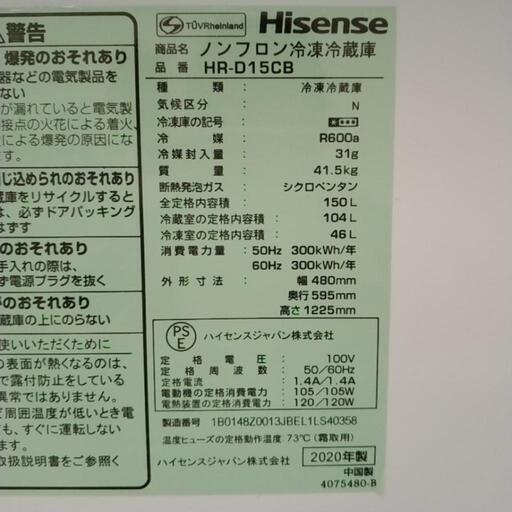 警告
爆発のおそれあり
器などの電気製品を
ない
が漏れていると電気製
接点の火花による着火、
による爆発の原因にな
す。
じ込められのおそれあり
蔵庫をリサイクルすると
は、必ずドアパッキング
はずす
のおそれあり
手入れの際は、
ず電源プラグを抜く
がのおそれあり
蔵庫の上にのらない
使いいただくために
の表面が熱くなるのは、
で露付防止をしている
異常ではありません。
ど周囲温度が低いとき電
ても、すぐに運転しない
ります。
取扱説明書をご参照く
TÜVRheinland
Hisense
商品名 ノンフロン冷凍冷蔵庫
品番 HR-D15CB
種類: 冷凍冷蔵庫
気候区分: N
冷凍庫の記号:
冷媒: R600a
冷媒封入量: 31g
質量: 41.5kg
断熱発泡ガス: シクロペンタン
全定格内容積: 150L
冷蔵室の定格内容積: 104L
冷凍室の定格内容積: 46L
消費電力量: 50Hz 300kWh/年
60Hz 300kWh/年
外形寸法: 幅 480mm
奥行 595mm
高さ 1225mm
PSE
ハイセンスジャパン株式会社
定格電圧: 100V
定格周波数: 50/60Hz
定格電流: 1.4A/1.4A
電動機の定格消費電力: 105/105W
電熱装置の定格消費電力: 120/120W
製造番号 1B0148Z0013JBEL1LS40358
温度ヒューズの定格動作温度: 73℃(霜取用)
ハイセンスジャパン株式会社 2020年製
中国製
4075480-B